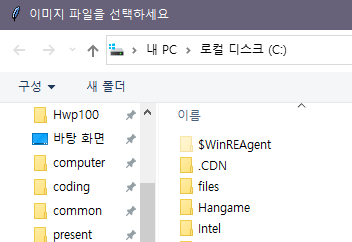 이미지 파일을 선택하세요
내 PC > 로컬 디스크 (C:)
구성 새 폴더
이름
Hwp100
바탕 화면
computer
coding
common
present
$WinREAgent
.CDN
files
Hangame
Intel